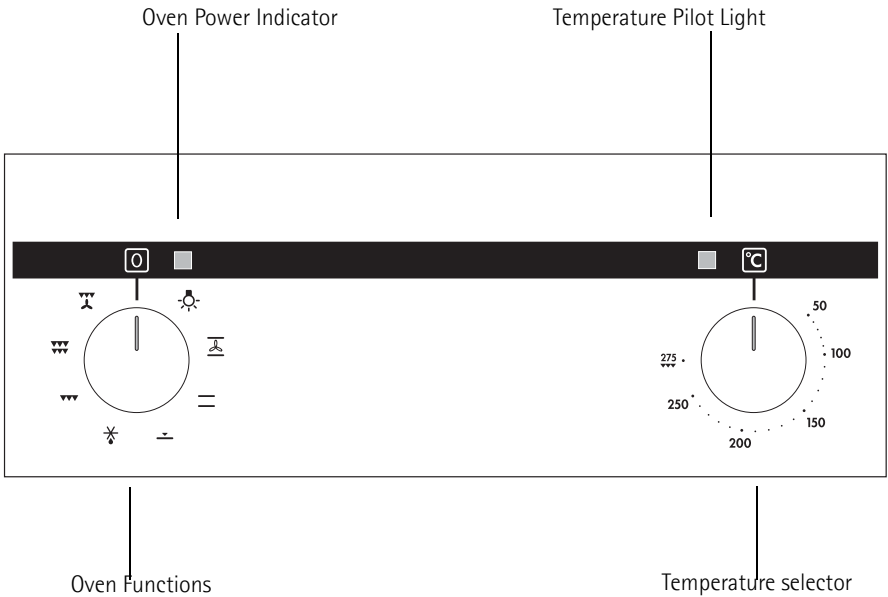 Oven Power Indicator
Temperature Pilot Light
0
°C
50
100
150
200
250
275
Oven Functions
Temperature selector